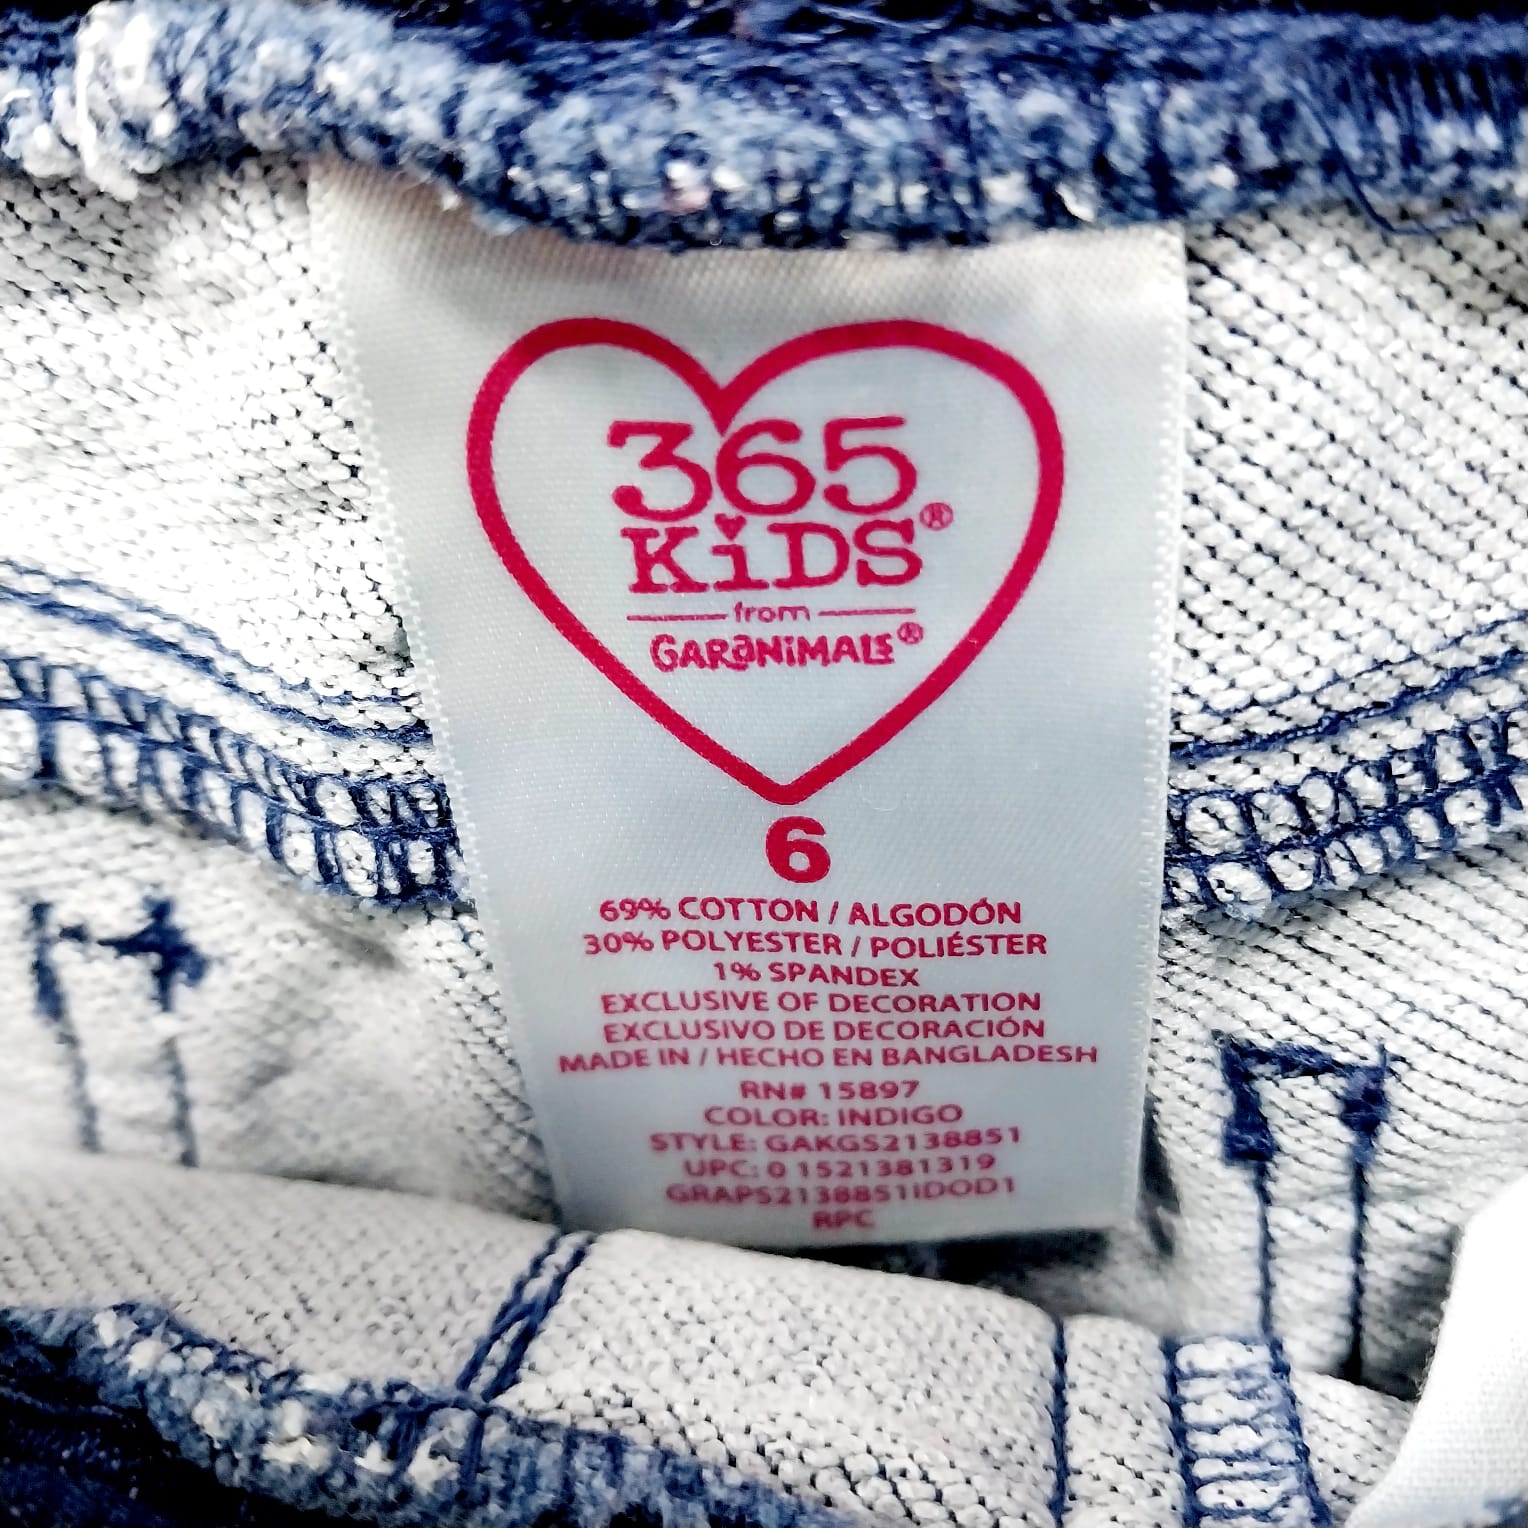 365
KiDS®
from
GARANIMALS®
6
69% COTTON / ALGODÓN
30% POLYESTER / POLIÉSTER
1% SPANDEX
EXCLUSIVE OF DECORATION
EXCLUSIVO DE DECORACIÓN
MADE IN / HECHO EN BANGLADESH
RN# 15897
COLOR: INDIGO
STYLE: GAKGS2138851
UPC: 0 1521381319
GRAPS2138851IDOD1
RPC